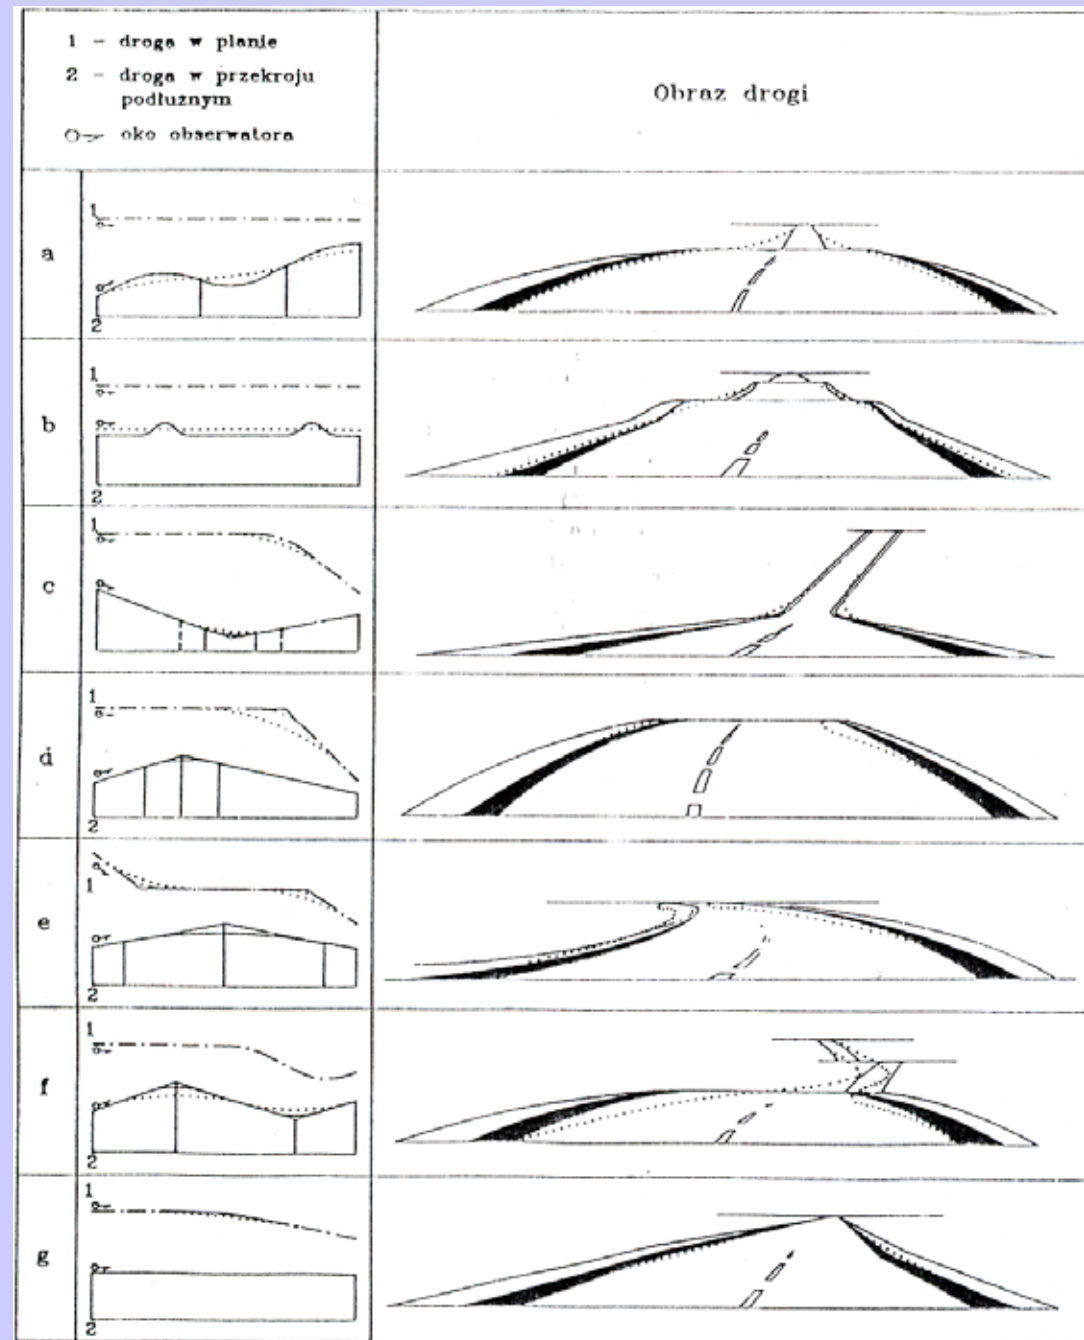 1 - droga w planie
2 - droga w przekroju
podłużnym
oko obserwatora
Obraz drogi
a
1
2
b
1
2
c
1
2
d
1
2
e
1
2
f
1
2
g
1
2